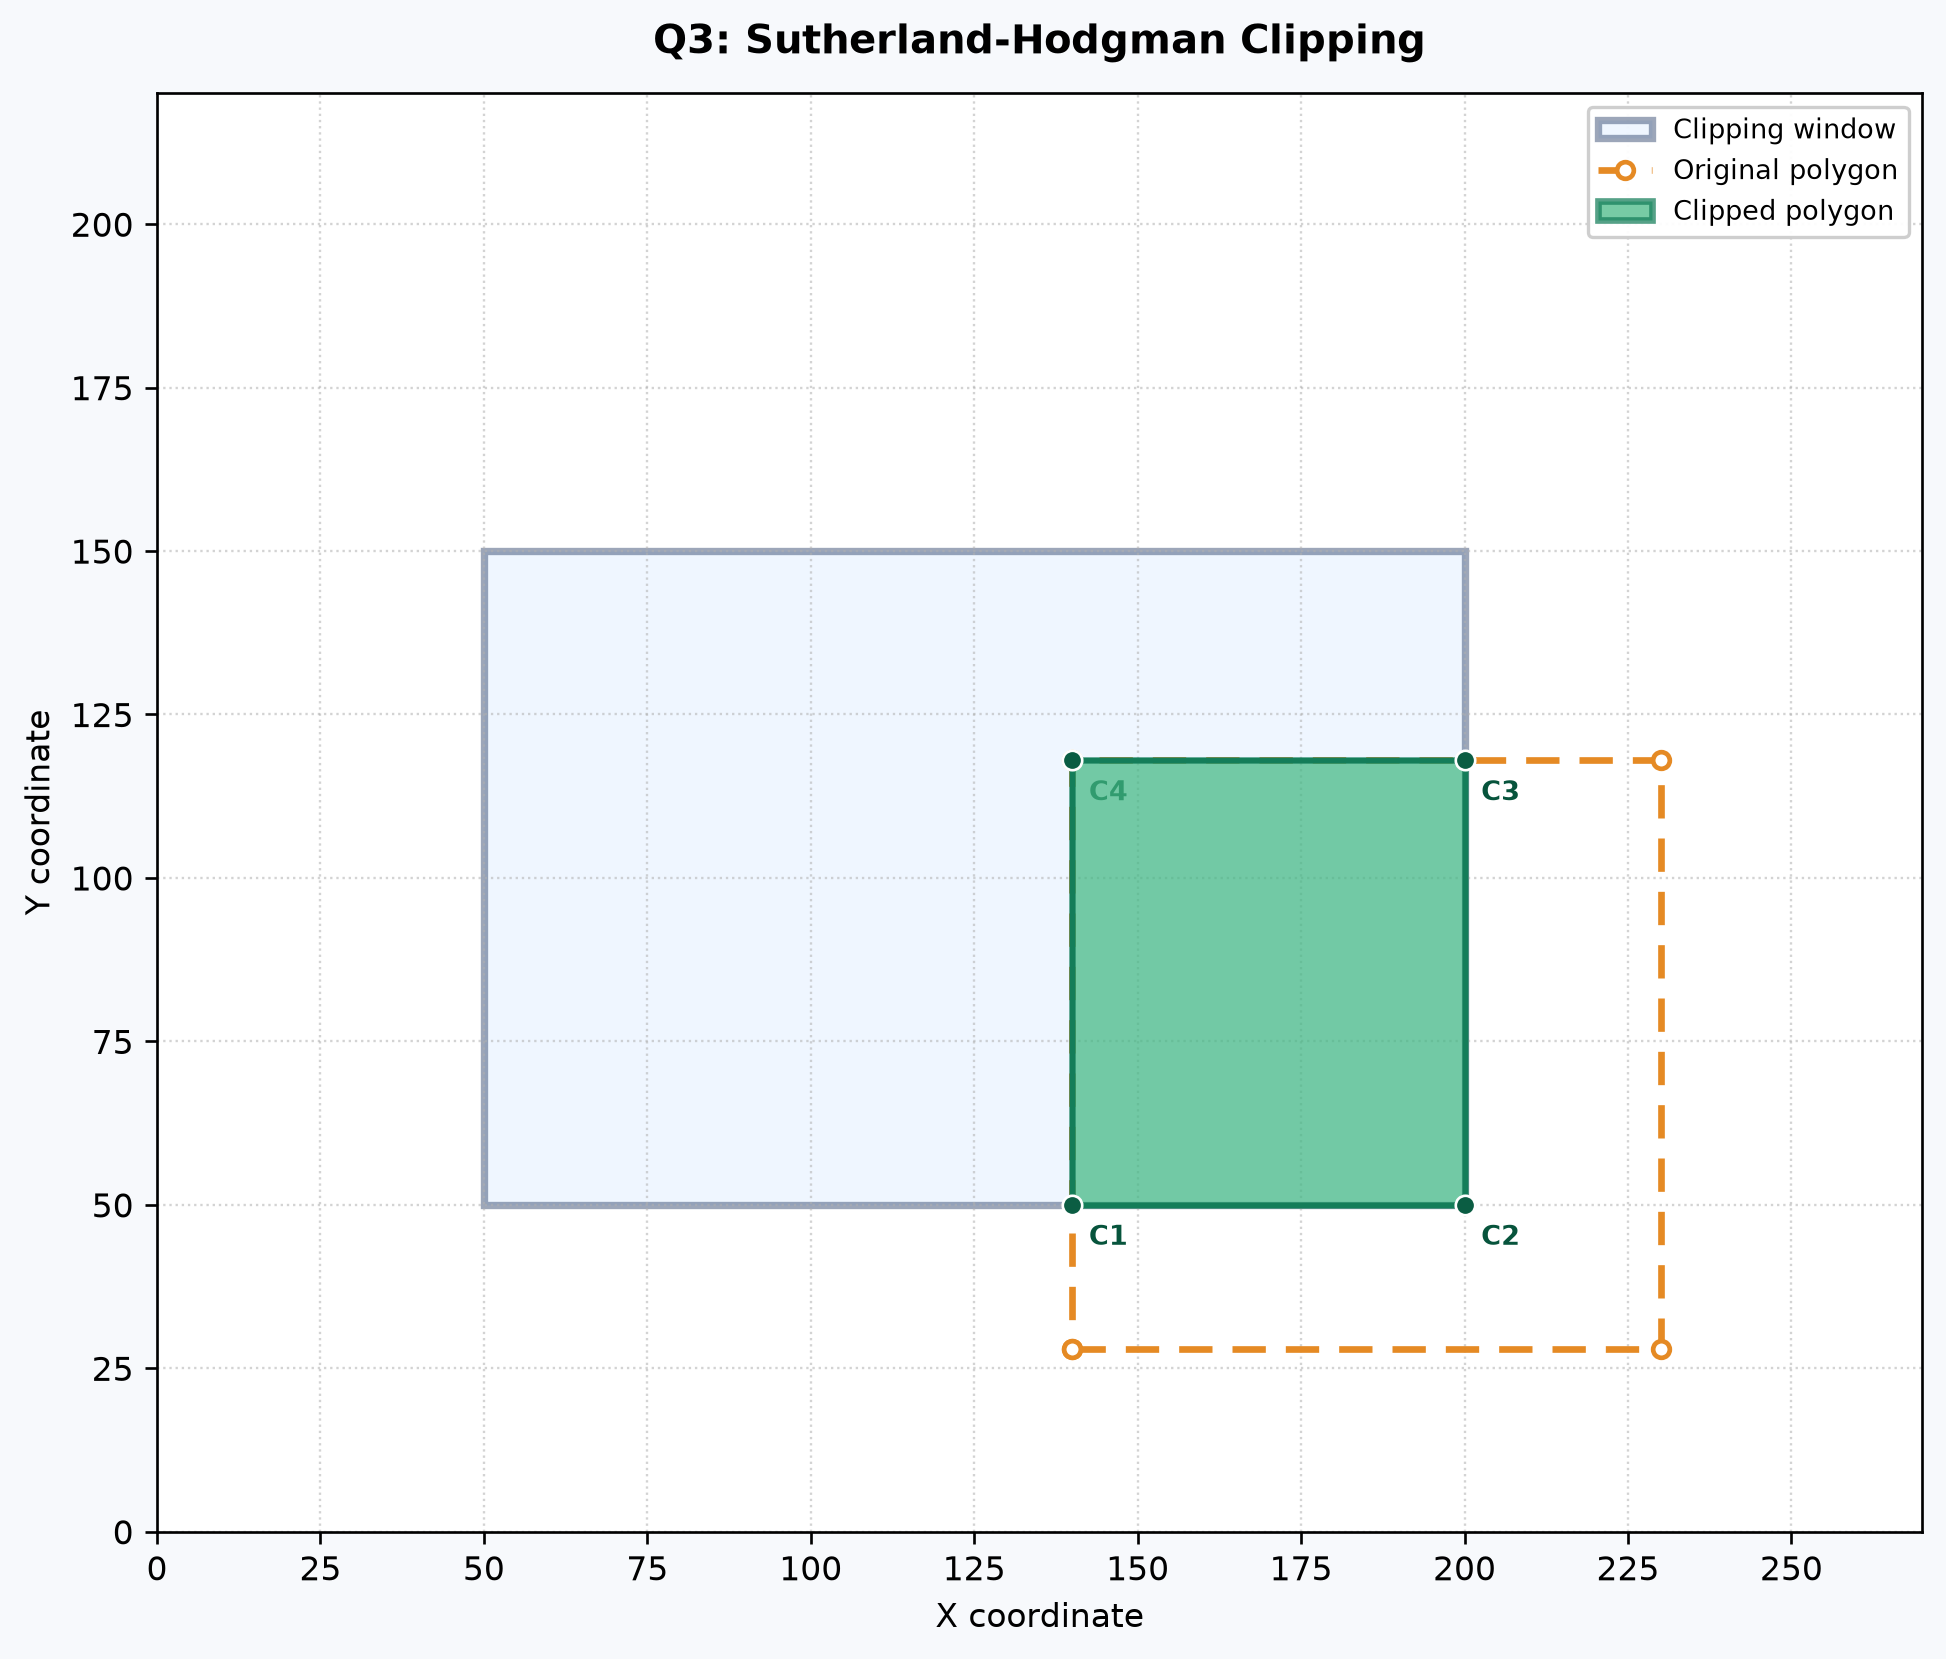 Q3: Sutherland-Hodgman Clipping
Clipping window
Original polygon
Clipped polygon
200
175
150
125
100
75
50
25
0
Y coordinate
C4
C3
C1
C2
0 25 50 75 100 125 150 175 200 225 250
X coordinate